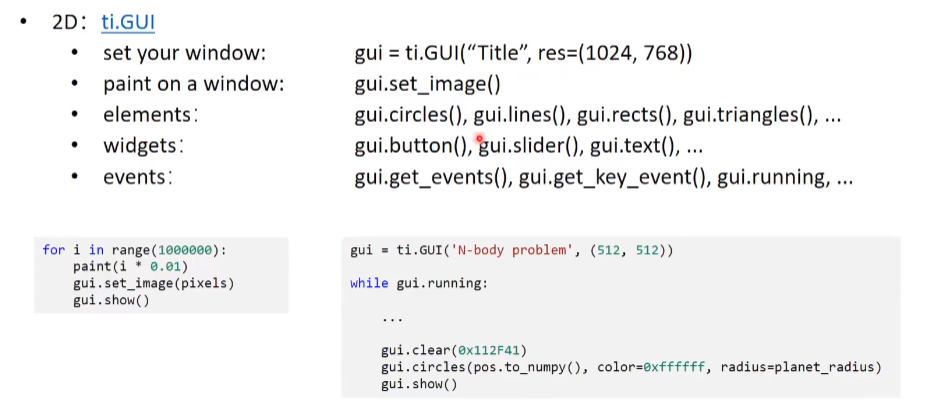 • 2D：ti.GUI
• set your window: gui = ti.GUI(“Title”, res=(1024, 768))
• paint on a window: gui.set_image()
• elements： gui.circles(), gui.lines(), gui.rects(), gui.triangles(), ...
• widgets： gui.button(), gui.slider(), gui.text(), ...
• events： gui.get_events(), gui.get_key_event(), gui.running, ...
for i in range(1000000):
    paint(i * 0.01)
    gui.set_image(pixels)
    gui.show()
gui = ti.GUI('N-body problem', (512, 512))
while gui.running:
    ...
    gui.clear(0x112F41)
    gui.circles(pos.to_numpy(), color=0xffffff, radius=planet_radius)
    gui.show()